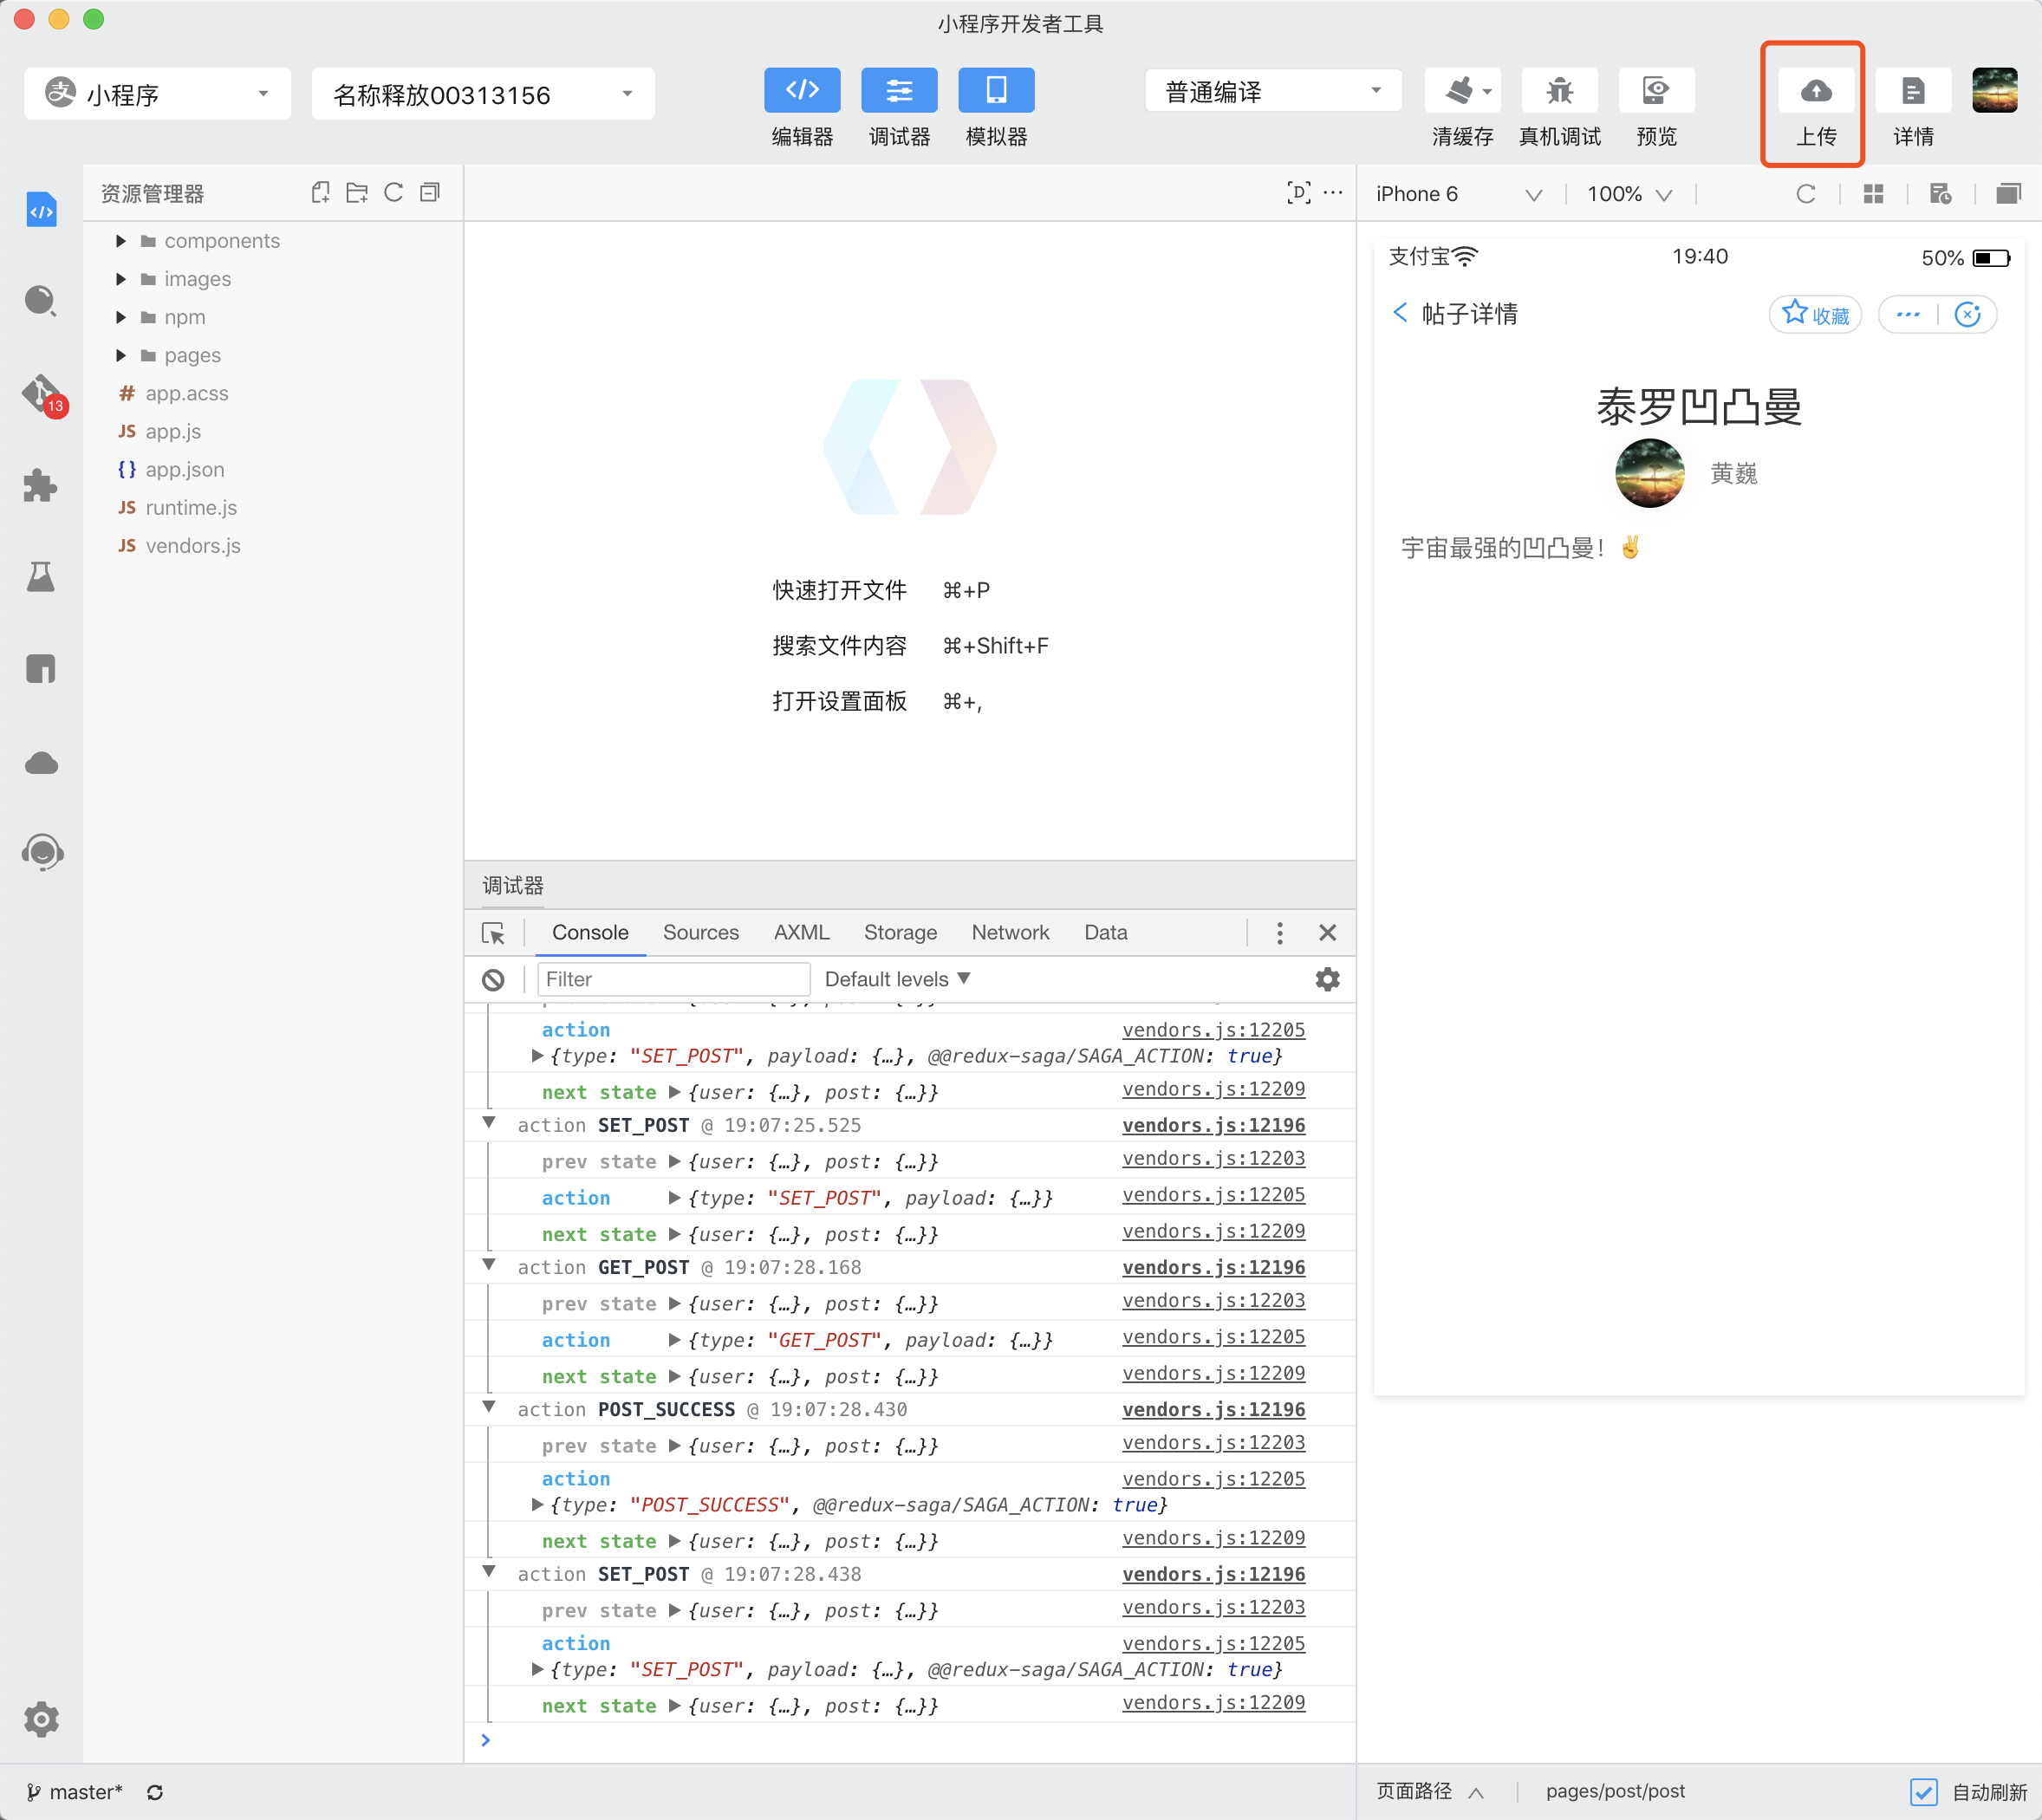 小程序开发者工具
小程序
名称释放00313156
编辑器
调试器
模拟器
普通编译
清缓存
真机调试
预览
上传
详情
资源管理器
components
images
npm
pages
# app.acss
JS app.js
{} app.json
JS runtime.js
JS vendors.js
13
快速打开文件 ⌘+P
搜索文件内容 ⌘+Shift+F
打开设置面板 ⌘+,
iPhone 6
100%
支付宝
19:40
50%
帖子详情
收藏
泰罗凹凸曼
黄巍
宇宙最强的凹凸曼！✌️
调试器
Console Sources AXML Storage Network Data
Filter
Default levels ▼
action vendors.js:12205
▶{type: "SET_POST", payload: {…}, @@redux-saga/SAGA_ACTION: true}
next state ▶{user: {…}, post: {…}} vendors.js:12209
▼ action SET_POST @ 19:07:25.525 vendors.js:12196
prev state ▶{user: {…}, post: {…}} vendors.js:12203
action ▶{type: "SET_POST", payload: {…}} vendors.js:12205
next state ▶{user: {…}, post: {…}} vendors.js:12209
▼ action GET_POST @ 19:07:28.168 vendors.js:12196
prev state ▶{user: {…}, post: {…}} vendors.js:12203
action ▶{type: "GET_POST", payload: {…}} vendors.js:12205
next state ▶{user: {…}, post: {…}} vendors.js:12209
▼ action POST_SUCCESS @ 19:07:28.430 vendors.js:12196
prev state ▶{user: {…}, post: {…}} vendors.js:12203
action vendors.js:12205
▶{type: "POST_SUCCESS", @@redux-saga/SAGA_ACTION: true}
next state ▶{user: {…}, post: {…}} vendors.js:12209
▼ action SET_POST @ 19:07:28.438 vendors.js:12196
prev state ▶{user: {…}, post: {…}} vendors.js:12203
action vendors.js:12205
▶{type: "SET_POST", payload: {…}, @@redux-saga/SAGA_ACTION: true}
next state ▶{user: {…}, post: {…}} vendors.js:12209
master*
页面路径
pages/post/post
自动刷新